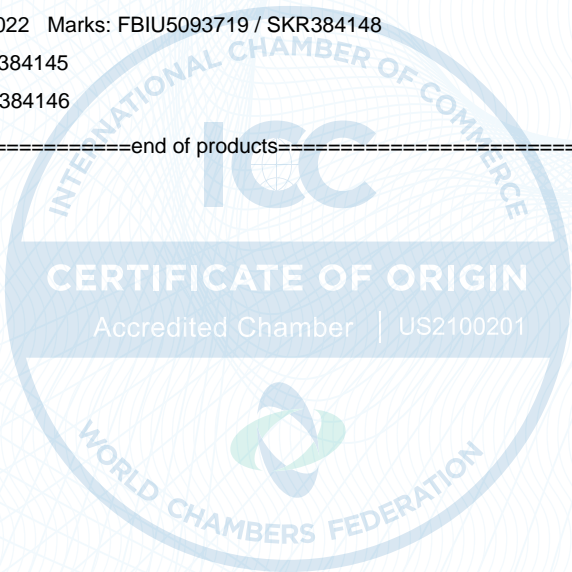 022 Marks: FBIU5093719 / SKR384148
384145
384146
===========end of products========================
INTERNATIONAL CHAMBER OF COMMERCE
ICC
CERTIFICATE OF ORIGIN
Accredited Chamber | US2100201
WORLD CHAMBERS FEDERATION